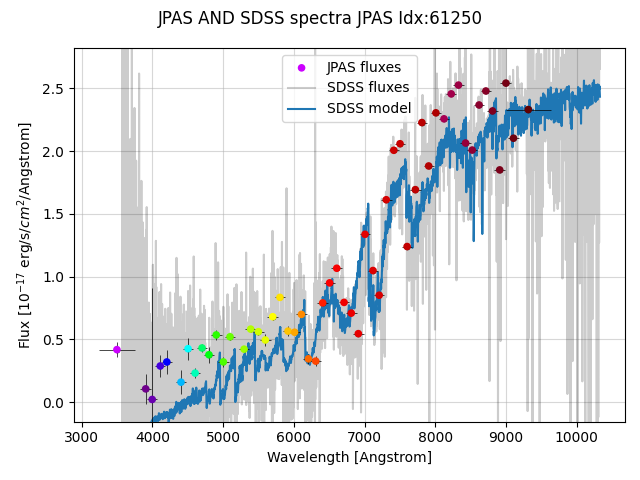 JPAS AND SDSS spectra JPAS Idx:61250
JPAS fluxes
SDSS fluxes
SDSS model
Flux [10⁻¹⁷ erg/s/cm²/Angstrom]
2.5
2.0
1.5
1.0
0.5
0.0
3000 4000 5000 6000 7000 8000 9000 10000
Wavelength [Angstrom]